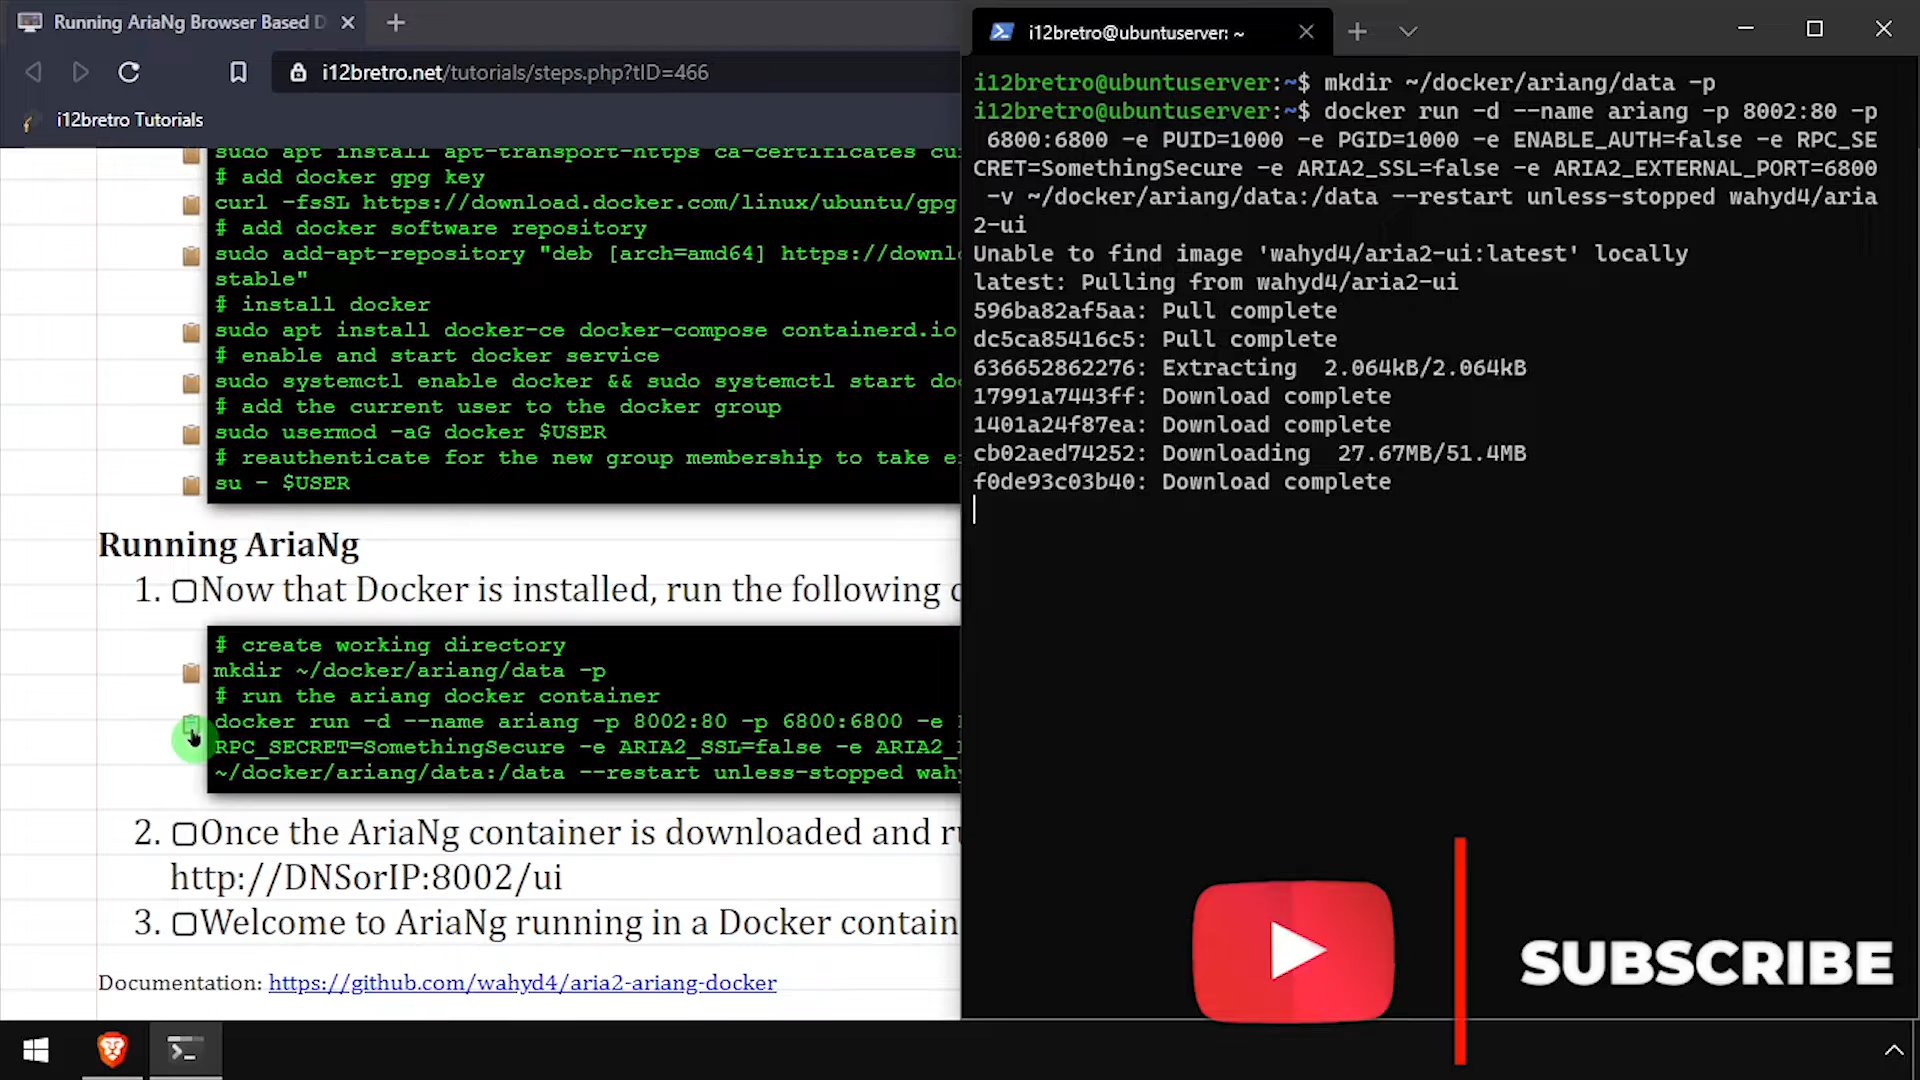 Running AriaNg Browser Based D
i12bretro.net/tutorials/steps.php?tID=466
i12bretro Tutorials
sudo apt install apt-transport-https ca-certificates cu
# add docker gpg key
curl -fsSL https://download.docker.com/linux/ubuntu/gpg
# add docker software repository
sudo add-apt-repository "deb [arch=amd64] https://downl
stable"
# install docker
sudo apt install docker-ce docker-compose containerd.io
# enable and start docker service
sudo systemctl enable docker && sudo systemctl start do
# add the current user to the docker group
sudo usermod -aG docker $USER
# reauthenticate for the new group membership to take e
su - $USER
Running AriaNg
1. Now that Docker is installed, run the following c
# create working directory
mkdir ~/docker/ariang/data -p
# run the ariang docker container
docker run -d --name ariang -p 8002:80 -p 6800:6800 -e
RPC_SECRET=SomethingSecure -e ARIA2_SSL=false -e ARIA2_
~/docker/ariang/data:/data --restart unless-stopped wahy
2. Once the AriaNg container is downloaded and ru
http://DNSorIP:8002/ui
3. Welcome to AriaNg running in a Docker contain
Documentation: https://github.com/wahyd4/aria2-ariang-docker
i12bretro@ubuntuserver: ~
i12bretro@ubuntuserver:~$ mkdir ~/docker/ariang/data -p
i12bretro@ubuntuserver:~$ docker run -d --name ariang -p 8002:80 -p
6800:6800 -e PUID=1000 -e PGID=1000 -e ENABLE_AUTH=false -e RPC_SE
CRET=SomethingSecure -e ARIA2_SSL=false -e ARIA2_EXTERNAL_PORT=6800
-v ~/docker/ariang/data:/data --restart unless-stopped wahyd4/aria
2-ui
Unable to find image 'wahyd4/aria2-ui:latest' locally
latest: Pulling from wahyd4/aria2-ui
596ba82af5aa: Pull complete
dc5ca85416c5: Pull complete
636652862276: Extracting 2.064kB/2.064kB
17991a7443ff: Download complete
1401a24f87ea: Download complete
cb02aed74252: Downloading 27.67MB/51.4MB
f0de93c03b40: Download complete
SUBSCRIBE